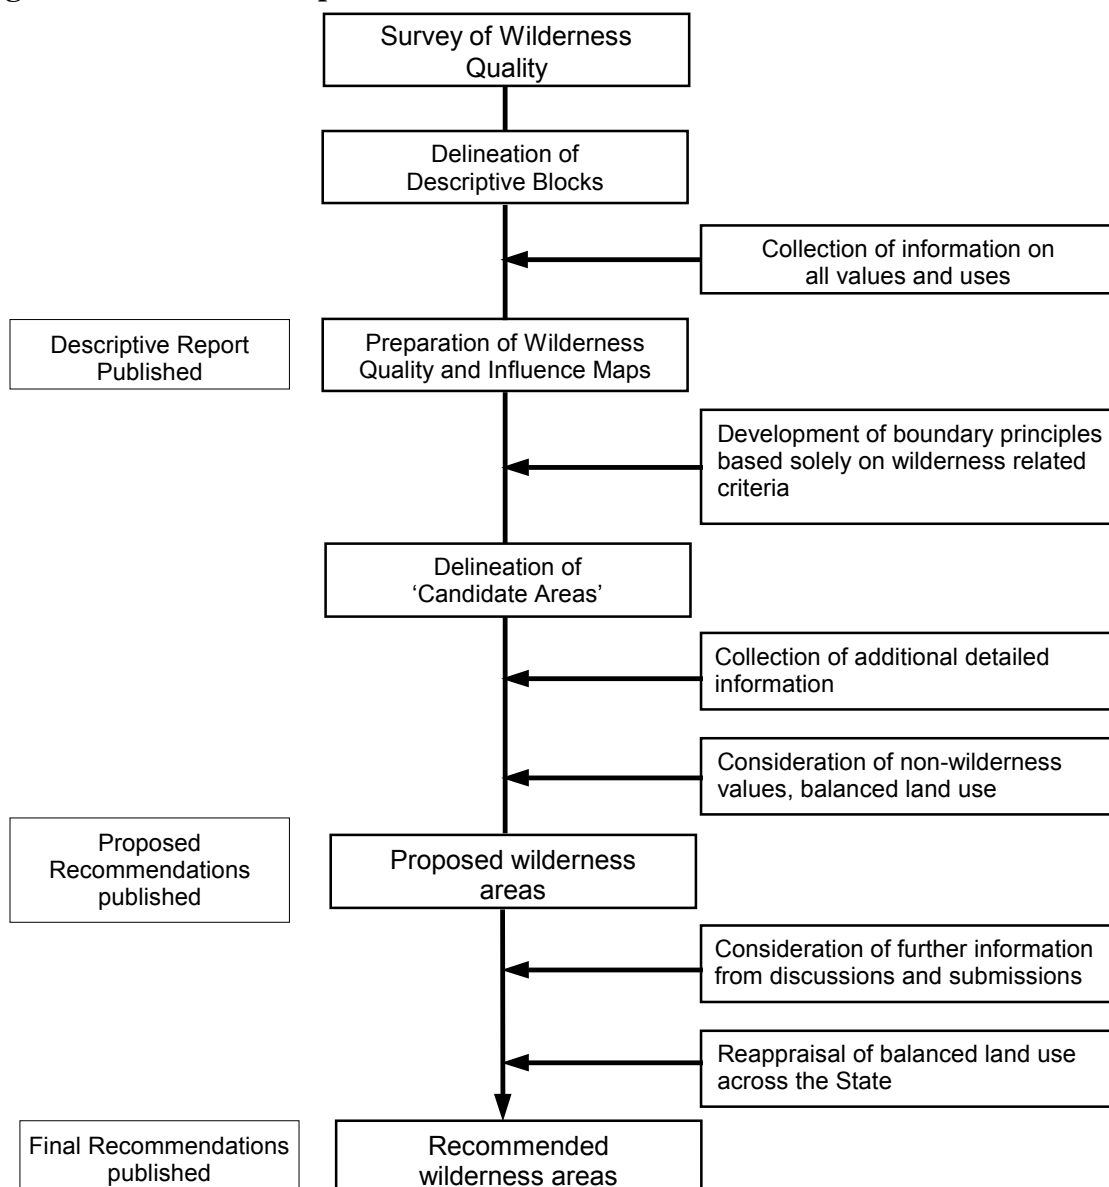 Survey of Wilderness
Quality
Delineation of
Descriptive Blocks
Collection of information on
all values and uses
Descriptive Report
Published
Preparation of Wilderness
Quality and Influence Maps
Development of boundary principles
based solely on wilderness related
criteria
Delineation of
‘Candidate Areas’
Collection of additional detailed
information
Consideration of non-wilderness
values, balanced land use
Proposed
Recommendations
published
Proposed wilderness
areas
Consideration of further information
from discussions and submissions
Reappraisal of balanced land use
across the State
Final Recommendations
published
Recommended
wilderness areas